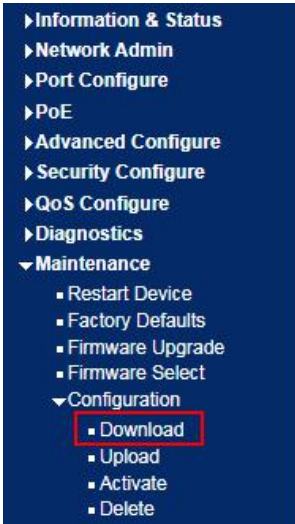 Information & Status
Network Admin
Port Configure
PoE
Advanced Configure
Security Configure
QoS Configure
Diagnostics
Maintenance
Restart Device
Factory Defaults
Firmware Upgrade
Firmware Select
Configuration
Download
Upload
Activate
Delete